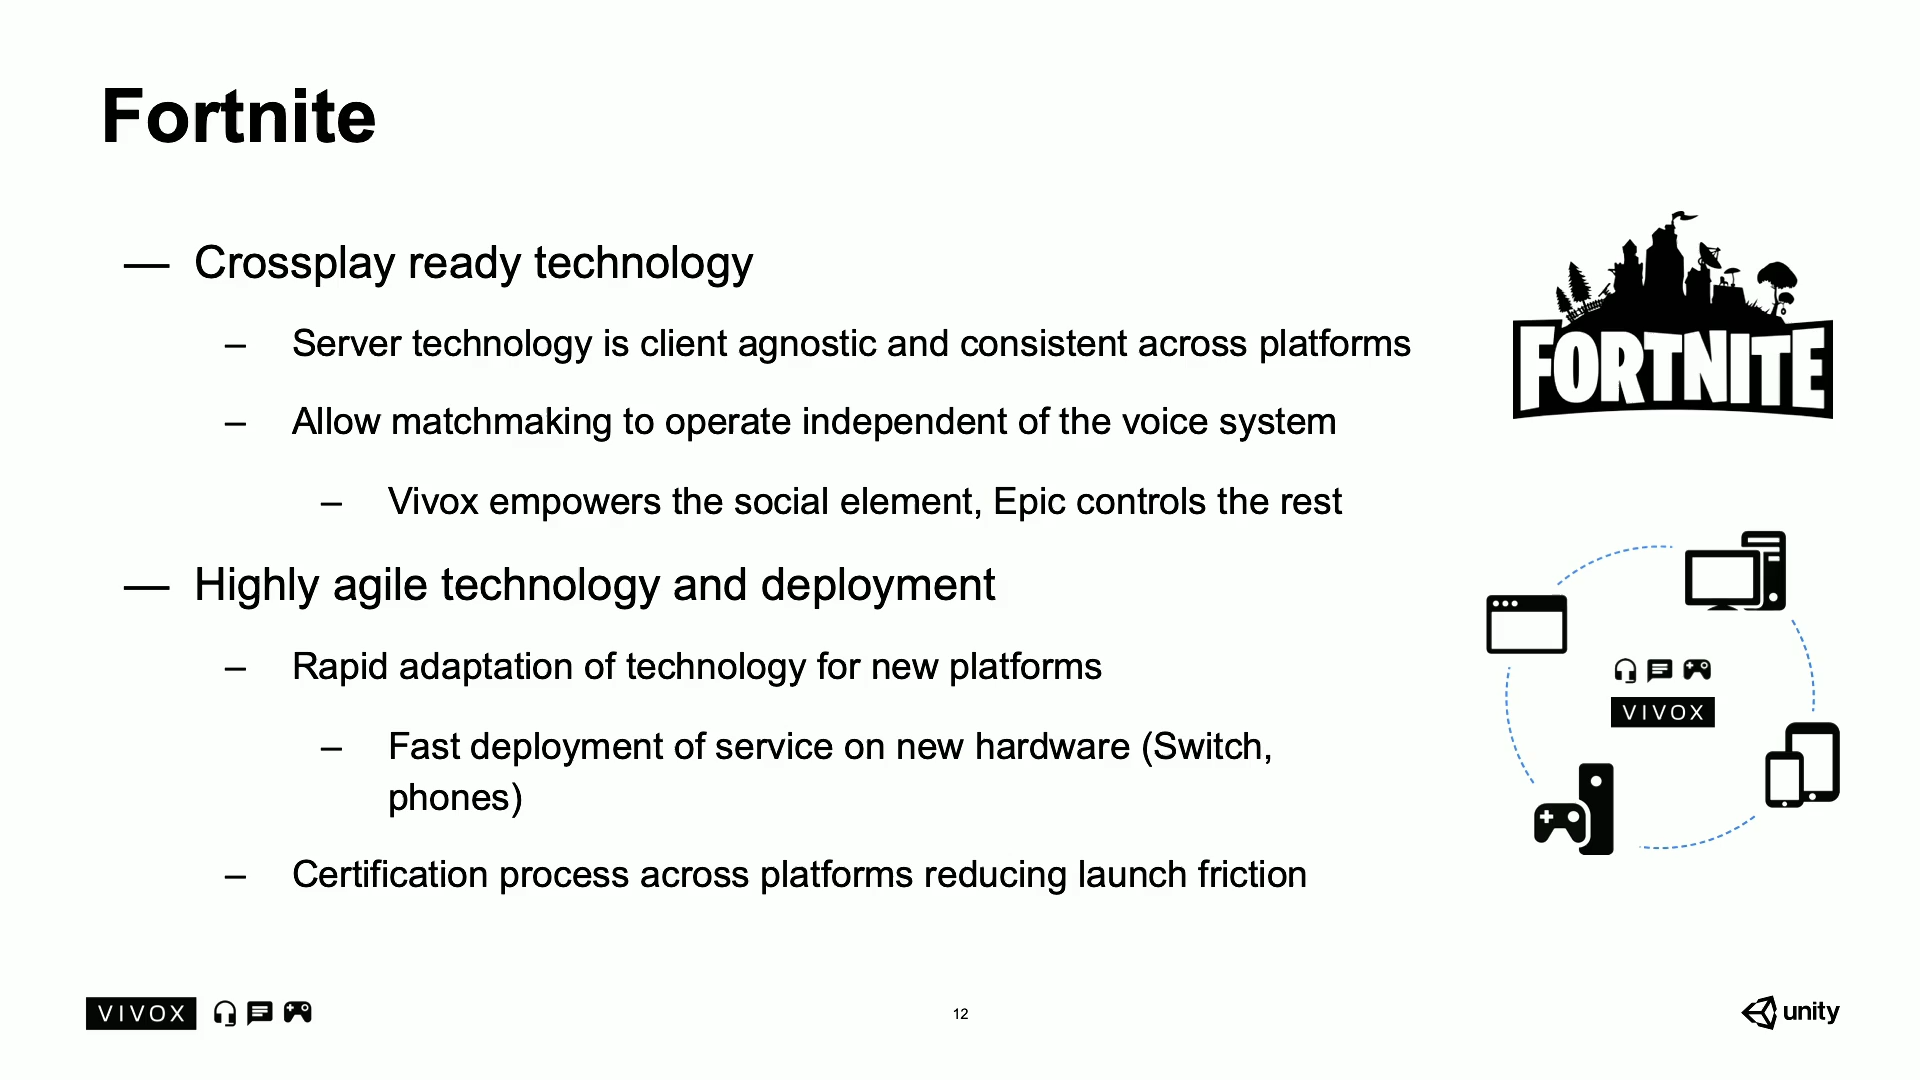 Fortnite
— Crossplay ready technology
– Server technology is client agnostic and consistent across platforms
– Allow matchmaking to operate independent of the voice system
– Vivox empowers the social element, Epic controls the rest
— Highly agile technology and deployment
– Rapid adaptation of technology for new platforms
– Fast deployment of service on new hardware (Switch,
phones)
– Certification process across platforms reducing launch friction
FORTNITE
VIVOX
VIVOX
12
unity